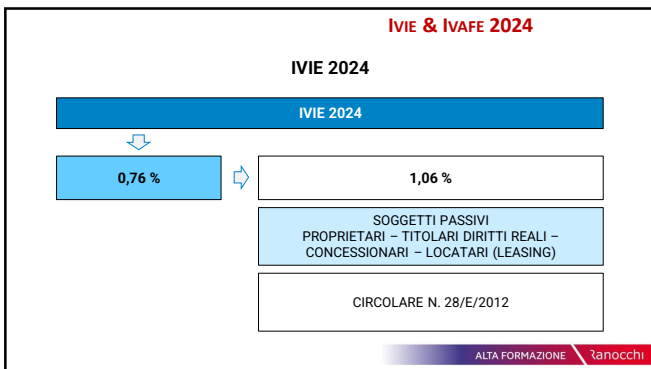 IVIE & IVAFE 2024
IVIE 2024
IVIE 2024
0,76 %
1,06 %
SOGGETTI PASSIVI
PROPRIETARI – TITOLARI DIRITTI REALI –
CONCESSIONARI – LOCATARI (LEASING)
CIRCOLARE N. 28/E/2012
ALTA FORMAZIONE Ranocchi